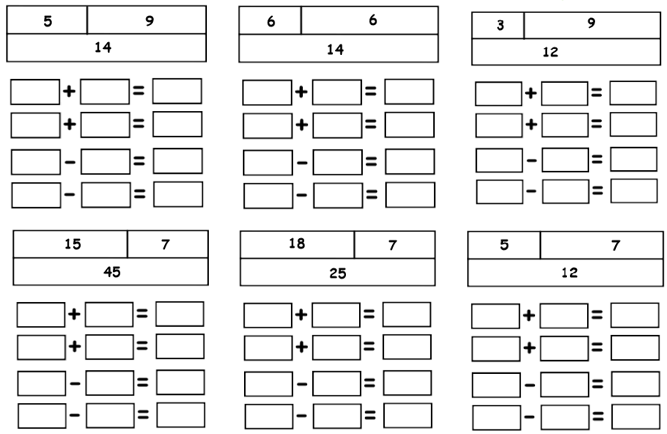 5 9 6 6 3 9
14 14 12
+ = + = + =
+ = + = + =
- = - = - =
- = - = - =
15 7 18 7 5 7
45 25 12
+ = + = + =
+ = + = + =
- = - = - =
- = - = - =